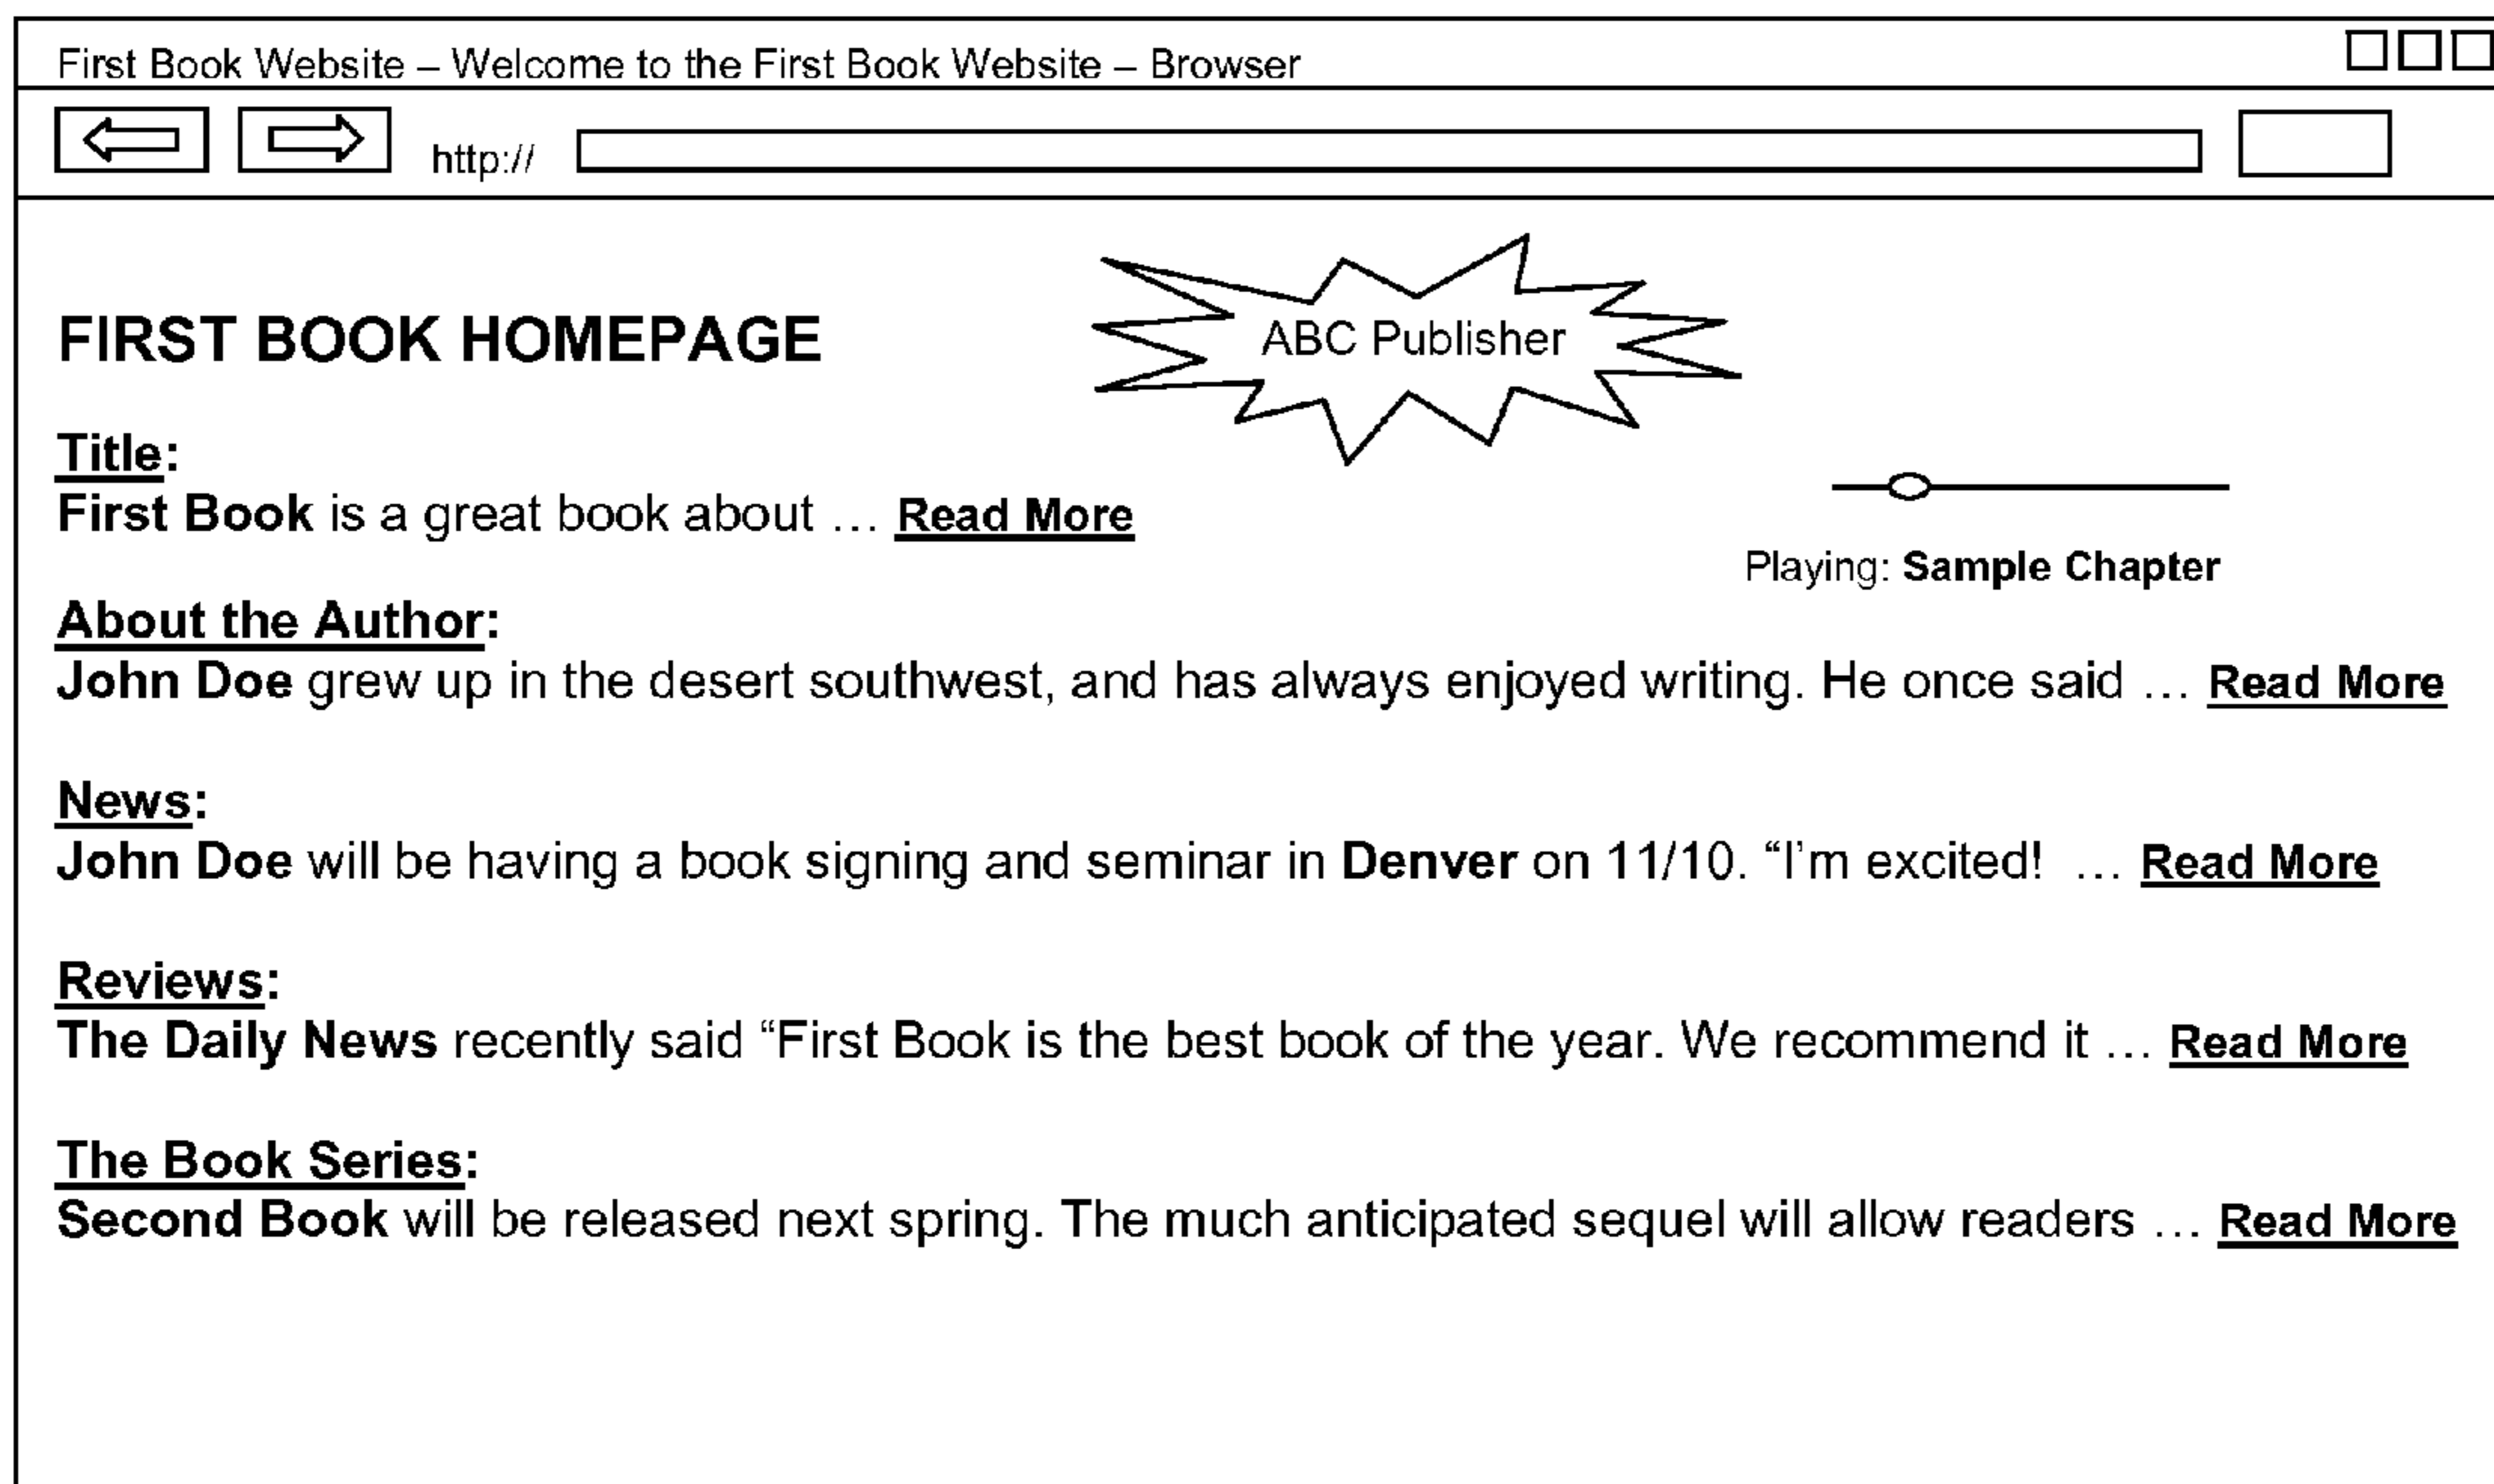 First Book Website – Welcome to the First Book Website – Browser
http://
ABC Publisher
FIRST BOOK HOMEPAGE
Title:
First Book is a great book about ... Read More
Playing: Sample Chapter
About the Author:
John Doe grew up in the desert southwest, and has always enjoyed writing. He once said ... Read More
News:
John Doe will be having a book signing and seminar in Denver on 11/10. “I’m excited!  ... Read More
Reviews:
The Daily News recently said “First Book is the best book of the year. We recommend it ... Read More
The Book Series:
Second Book will be released next spring. The much anticipated sequel will allow readers ... Read More